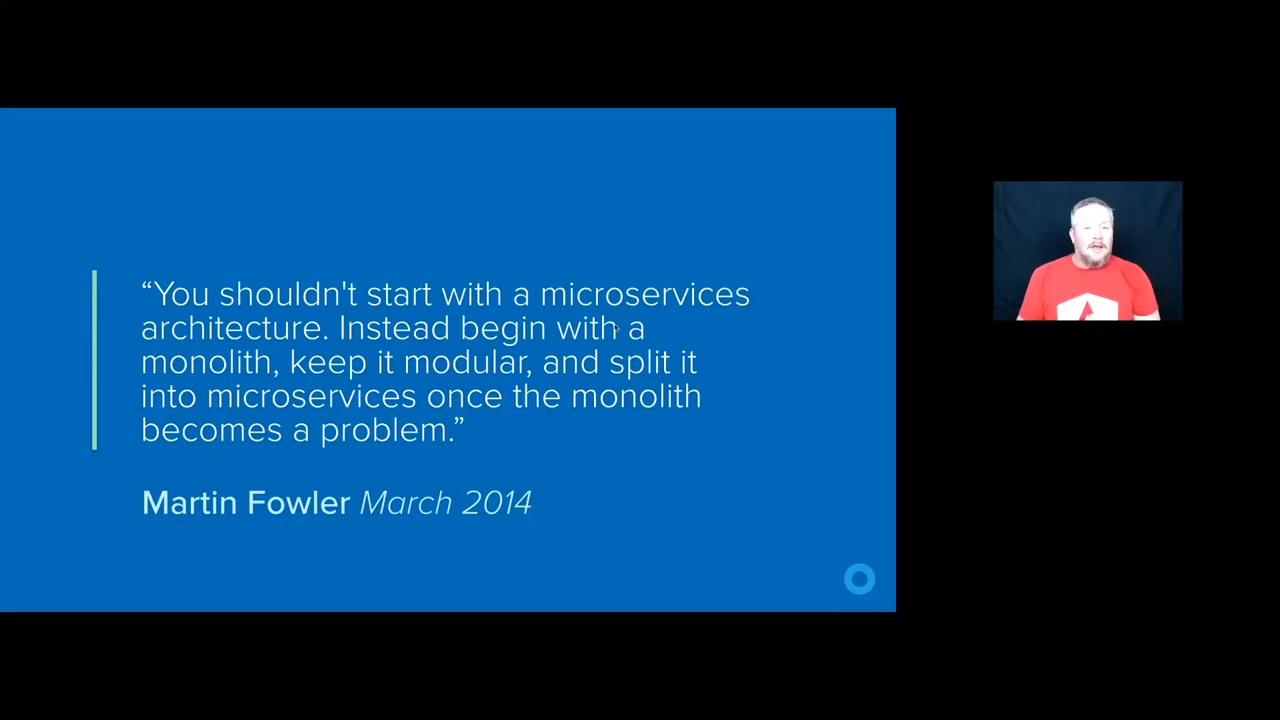 “You shouldn't start with a microservices
architecture. Instead begin with a
monolith, keep it modular, and split it
into microservices once the monolith
becomes a problem.”
Martin Fowler March 2014